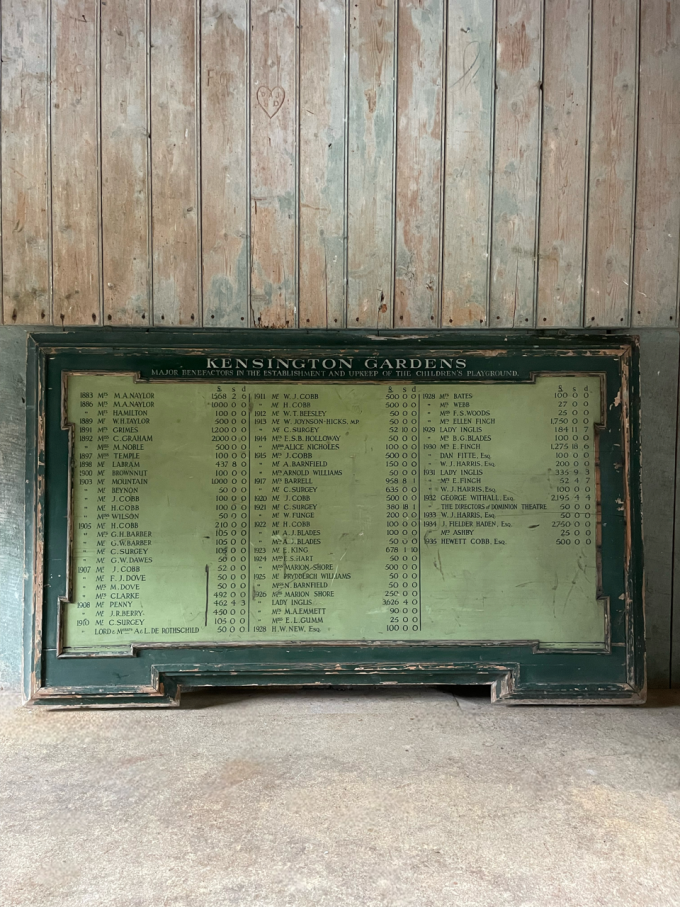 KENSINGTON GARDENS
MAJOR BENEFACTORS IN THE ESTABLISHMENT AND UPKEEP OF THE CHILDREN'S PLAYGROUND.
£ s d
1883 Mrs M.A.NAYLOR 1568 2 0
1886 Mrs M.A.NAYLOR 1000 0 0
" Mrs HAMILTON 100 0 0
1889 Mr W.H.TAYLOR 500 0 0
1891 Mrs GRIMES 1200 0 0
1892 Mrs C.GRAHAM 2000 0 0
" Mrs M.NOBLE 500 0 0
1897 Mrs TEMPLE 100 0 0
1898 Mr LABRAM 437 8 0
1900 Mr BROWSNUT 100 0 0
1903 Mr MOUNTAIN 1000 0 0
" Mr BEYNON 50 0 0
" Mr J.COBB 100 0 0
" Mr H.COBB 100 0 0
" Mrs WILSON 50 0 0
1905 Mr H.COBB 210 0 0
" Mrs G.H.BARBER 105 0 0
" Mr G.W.BARBER 105 0 0
" Mr C.SURGEY 105 0 0
" Mr G.W.DAWES 50 0 0
1907 Mr J.COBB 52 0 0
" Mr F.J.DOVE 50 0 0
" Mrs M.DOVE 50 0 0
" Mrs CLARKE 492 0 0
1908 Mr PENNY 462 4 3
" Mr J.R.BERRY 450 0 0
1910 Mr C.SURGEY 105 0 0
" LORD & A & L. DE ROTHSCHILD 50 0 0
£ s d
1911 Mr W.J.COBB 500 0 0
" Mr H.COBB 500 0 0
1912 Mr W.T.BEESLEY 50 0 0
1913 Mr W.JOYNSON-HICKS, MP 50 0 0
" Mr C.SURGEY 52 10 0
1914 Mrs E.S.B.HOLLOWAY 50 0 0
" Mrs ALICE NICHOLES 100 0 0
1915 Mr J.COBB 500 0 0
" Mr A.BARNFIELD 150 0 0
" Mrs ARNOLD WILLIAMS 50 0 0
1917 Mrs BARRELL 958 8 1
" Mr C.SURGEY 635 0 0
1920 Mr J.COBB 500 0 0
1921 Mr C.SURGEY 380 18 1
" Mr W.FUNGE 200 0 0
1922 Mr H.COBB 100 0 0
" Mr A.J.BLADES 100 0 0
" Mr A.J.BLADES 50 0 0
1923 Mr E.KING 678 1 10
1924 Mrs E.S.HART 50 0 0
" Mrs MARION SHORE 500 0 0
1925 Mr PRYDDERCH WILLIAMS 50 0 0
" Mrs N.BARNFIELD 50 0 0
1926 Mrs MARION SHORE 250 0 0
" LADY INGLIS 3626 4 0
" Mrs M.A.EMMETT 90 0 0
" Mrs E.L.GUMM 25 0 0
1928 H.W.NEW, Esq. 100 0 0
£ s d
1928 Mrs BATES 100 0 0
" Mrs WEBB 27 0 0
" Mrs F.S.WOODS 25 0 0
" Mrs ELLEN FINCH 1,750 0 0
1929 LADY INGLIS 184 11 7
" Mrs B.G.BLADES 100 0 0
1930 Mrs E.FINCH 1,275 18 6
" DAN FITTE, Esq. 100 0 0
" W.J.HARRIS, Esq. 200 0 0
1931 LADY INGLIS 335 9 3
" Mrs E.FINCH 52 4 7
" W.J.HARRIS, Esq. 100 0 0
1932 GEORGE WITHALL, Esq. 2,195 4 4
" THE DIRECTORS of DOMINION THEATRE. 50 0 0
1933 W.J.HARRIS, Esq. 50 0 0
1934 J. FIELDER HADEN, Esq. 2,750 0 0
" Mrs ASHBY 25 0 0
1935 HEWETT COBB, Esq. 500 0 0